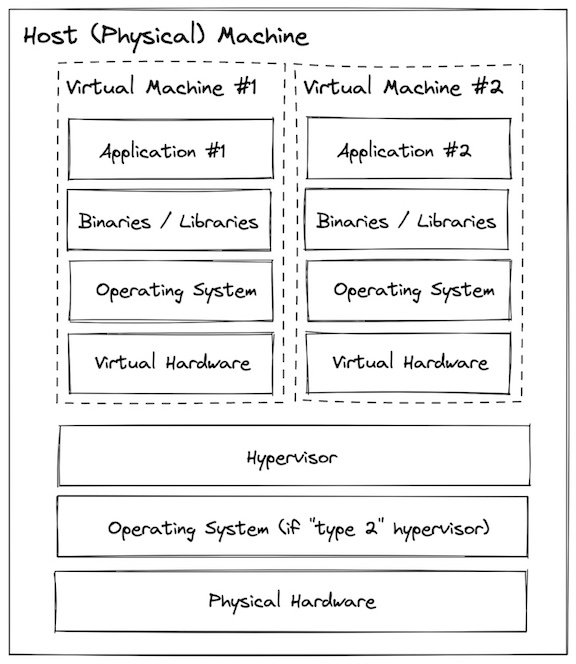 Host (Physical) Machine
Virtual Machine #1
Application #1
Binaries / Libraries
Operating System
Virtual Hardware
Virtual Machine #2
Application #2
Binaries / Libraries
Operating System
Virtual Hardware
Hypervisor
Operating System (if "type 2" hypervisor)
Physical Hardware